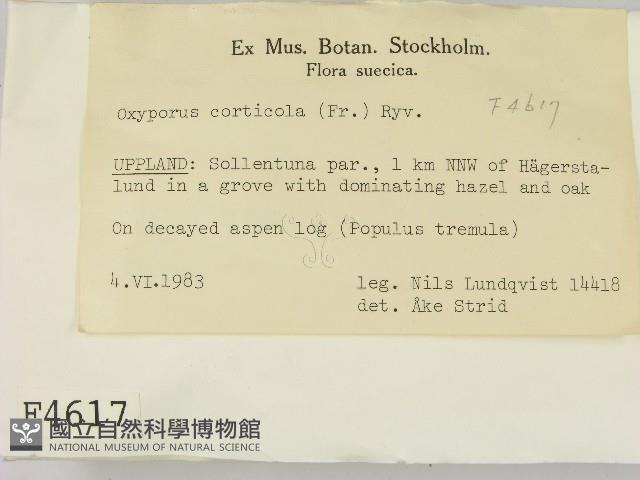 Ex Mus. Botan. Stockholm.
Flora suecica.
Oxyporus corticola (Fr.) Ryv.
F4617
UPPLAND: Sollentuna par., 1 km NNW of Hägersta-
lund in a grove with dominating hazel and oak
On decayed aspen log (Populus tremula)
4.VI.1983
leg. Nils Lundqvist 14418
det. Åke Strid
F4617
國立自然科學博物館
NATIONAL MUSEUM OF NATURAL SCIENCE